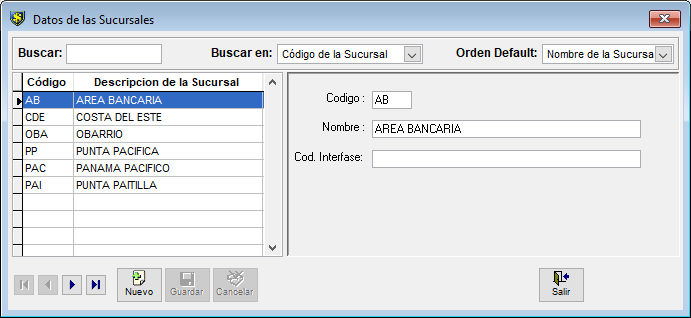 Datos de las Sucursales
Buscar: Buscar en: Código de la Sucursal Orden Default: Nombre de la Sucursa
Código Descripcion de la Sucursal
AB AREA BANCARIA
CDE COSTA DEL ESTE
OBA OBARRIO
PP PUNTA PACIFICA
PAC PANAMA PACIFICO
PAI PUNTA PAITILLA
Codigo : AB
Nombre : AREA BANCARIA
Cod. Interfase:
Nuevo Guardar Cancelar Salir